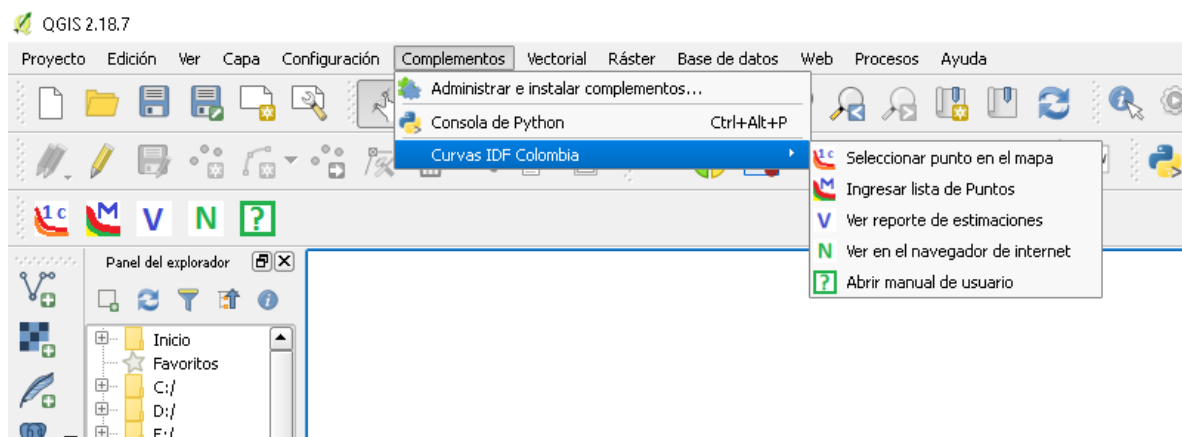 QGIS 2.18.7
Proyecto Edición Ver Capa Configuración Complementos Vectorial Ráster Base de datos Web Procesos Ayuda
Administrar e instalar complementos...
Consola de Python Ctrl+Alt+P
Curvas IDF Colombia
1c Seleccionar punto en el mapa
M Ingresar lista de Puntos
V Ver reporte de estimaciones
N Ver en el navegador de internet
? Abrir manual de usuario
1c M V N ?
Panel del explorador
Inicio
Favoritos
C:/
D:/
E:/